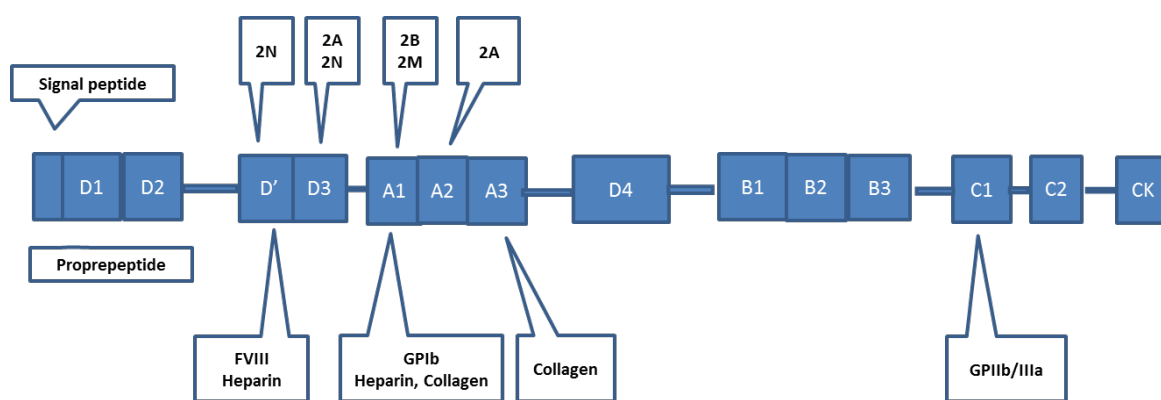 2N
2A
2N
2B
2M
2A
Signal peptide
D1
D2
D’
D3
A1
A2
A3
D4
B1
B2
B3
C1
C2
CK
Proprepeptide
FVIII
Heparin
GPIb
Heparin, Collagen
Collagen
GPIIb/IIIa